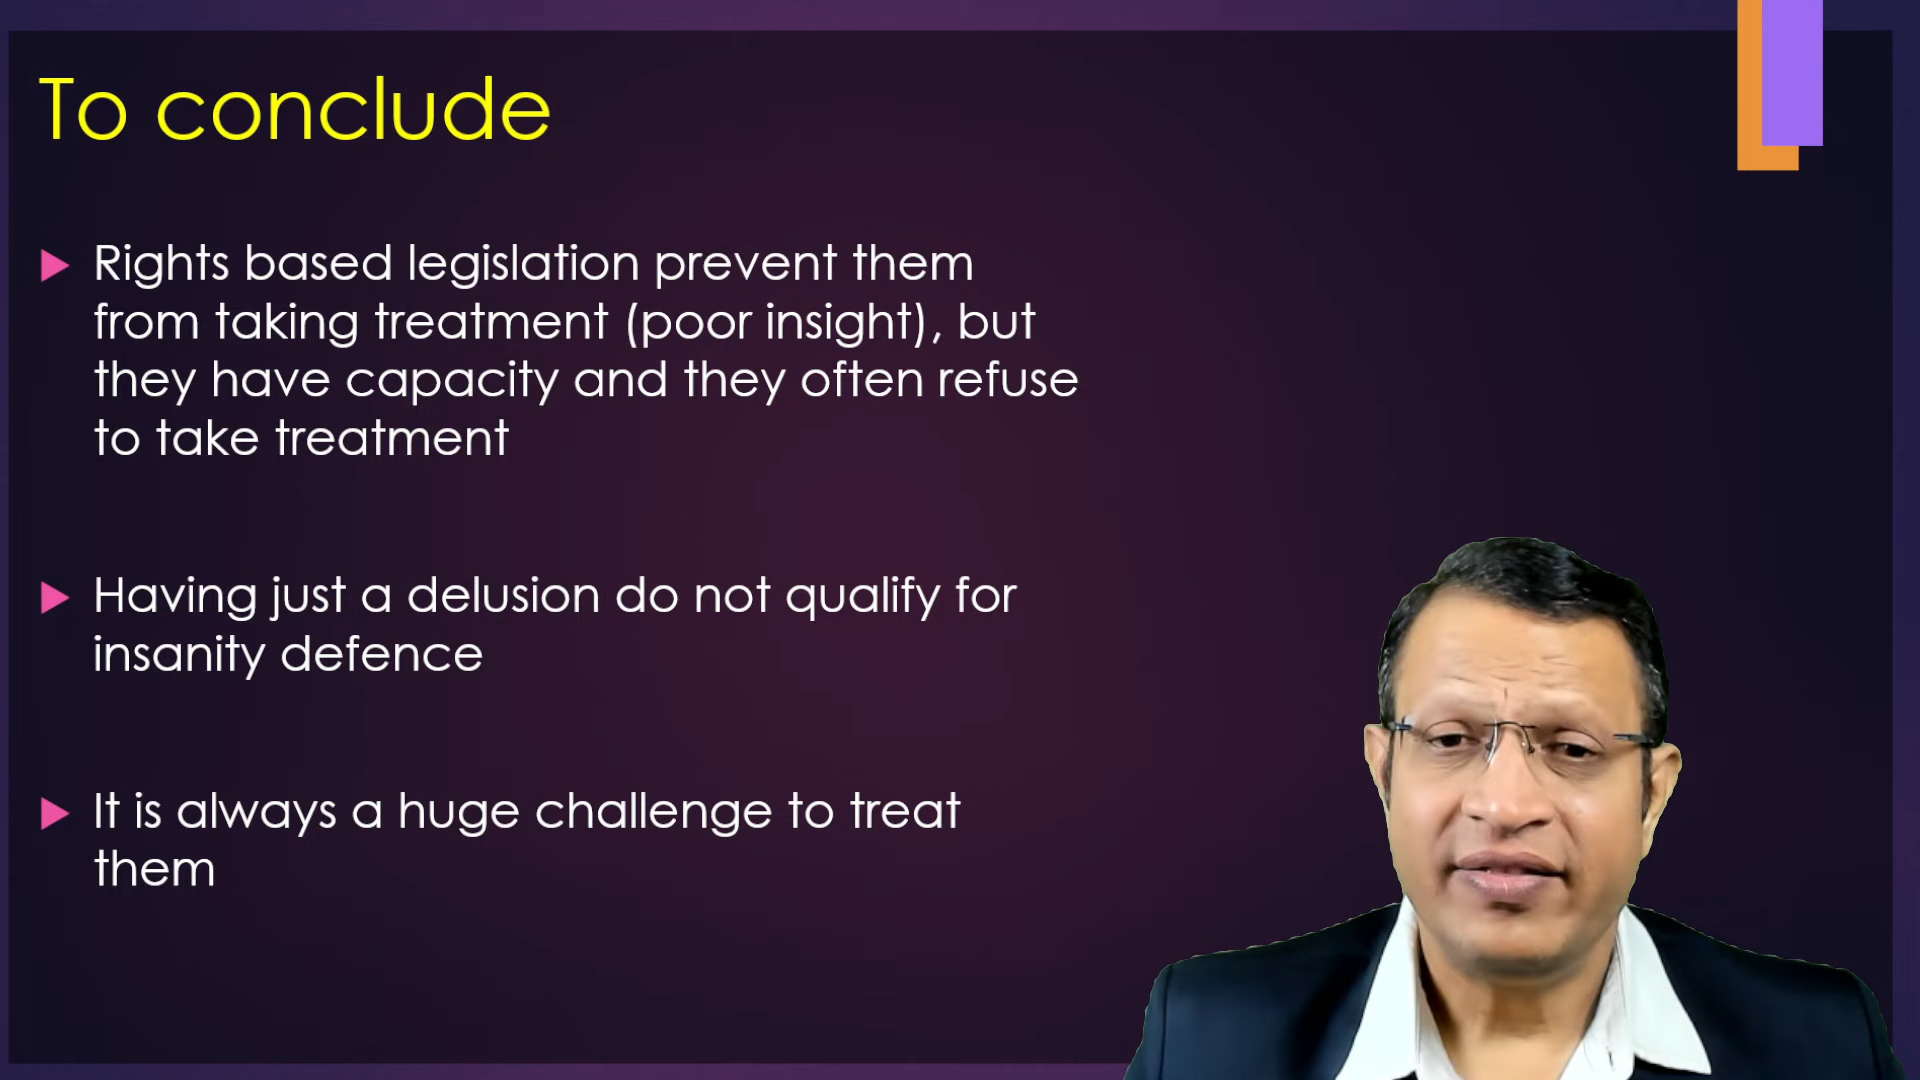 To conclude
Rights based legislation prevent them
from taking treatment (poor insight), but
they have capacity and they often refuse
to take treatment
Having just a delusion do not qualify for
insanity defence
It is always a huge challenge to treat
them